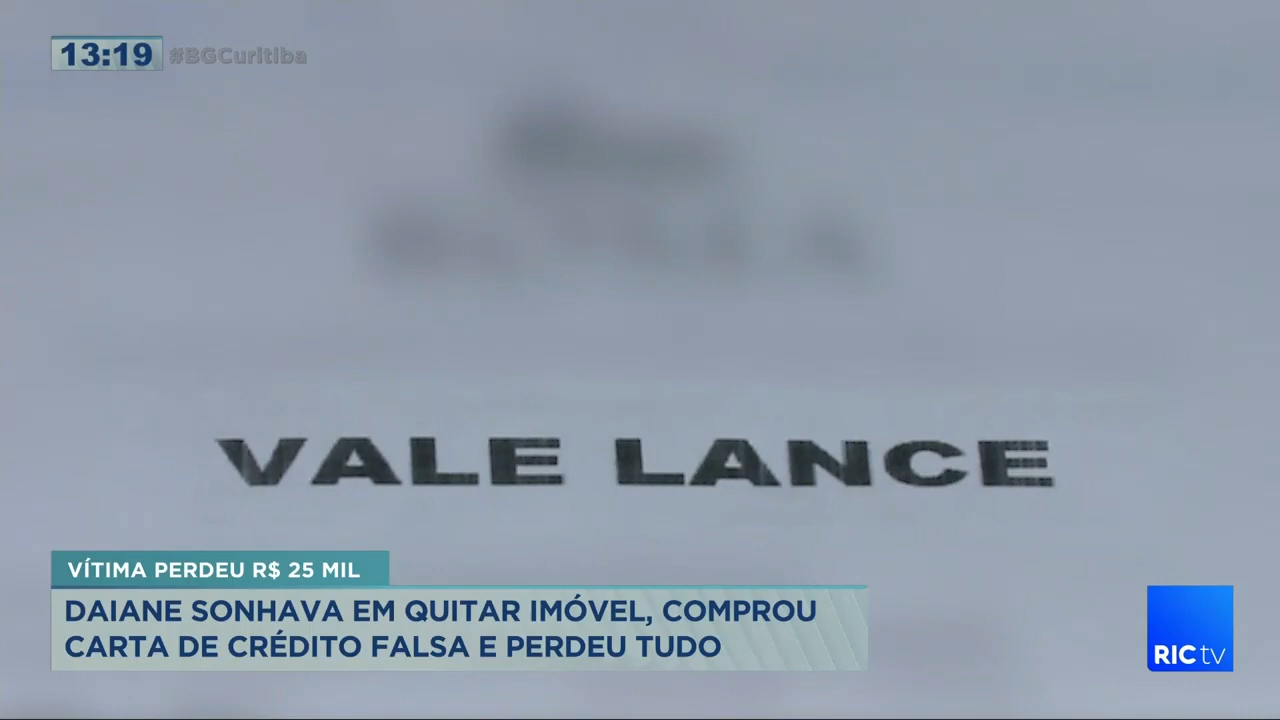 13:19 #BGCuritiba
VALE LANCE
VÍTIMA PERDEU R$ 25 MIL
DAIANE SONHAVA EM QUITAR IMÓVEL, COMPROU
CARTA DE CRÉDITO FALSA E PERDEU TUDO
RIC tv